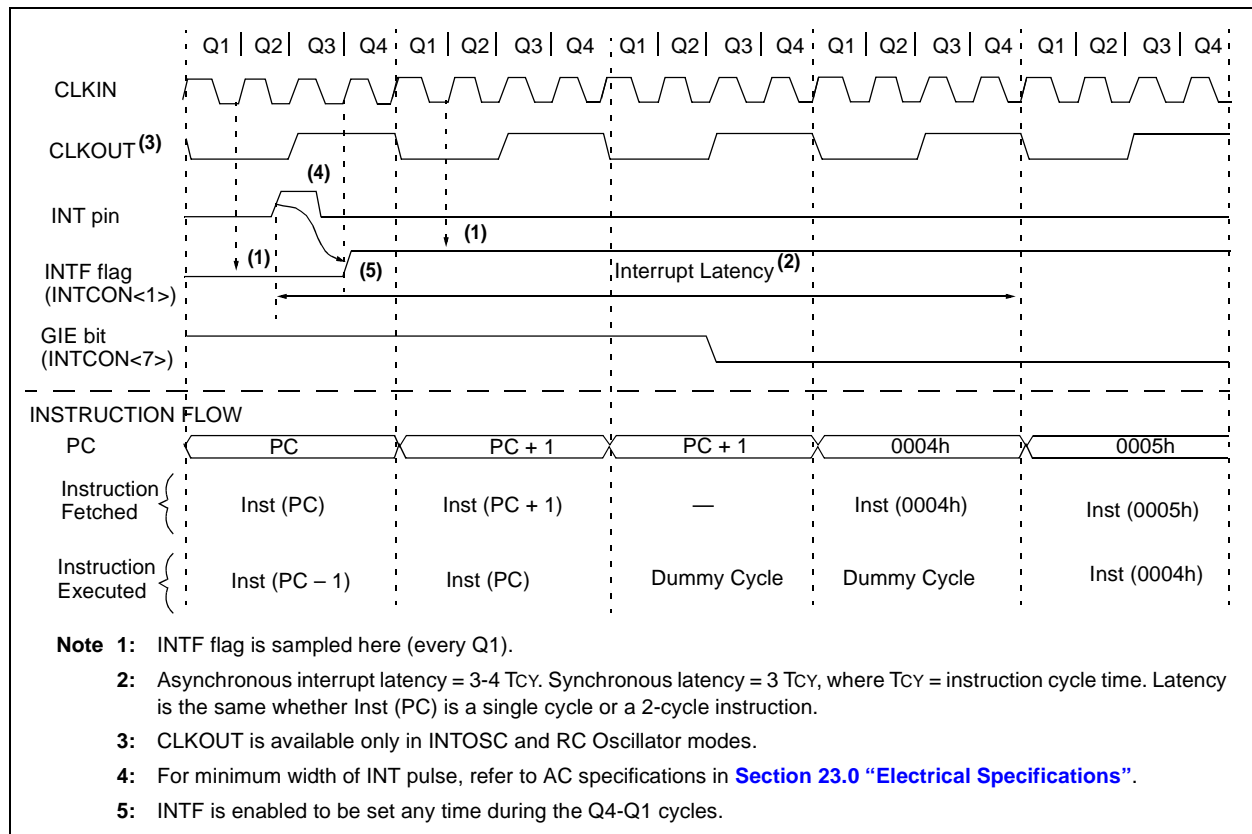 Q1 Q2 Q3 Q4 Q1 Q2 Q3 Q4 Q1 Q2 Q3 Q4 Q1 Q2 Q3 Q4 Q1 Q2 Q3 Q4
CLKIN
CLKOUT (3)
(4)
INT pin
(1)
(1)
INTF flag
(INTCON<1>)
(5)
Interrupt Latency (2)
GIE bit
(INTCON<7>)
INSTRUCTION FLOW
PC PC PC + 1 PC + 1 0004h 0005h
Instruction
Fetched
Inst (PC) Inst (PC + 1) — Inst (0004h) Inst (0005h)
Instruction
Executed
Inst (PC – 1) Inst (PC) Dummy Cycle Dummy Cycle Inst (0004h)
Note 1: INTF flag is sampled here (every Q1).
2: Asynchronous interrupt latency = 3-4 TCY. Synchronous latency = 3 TCY, where TCY = instruction cycle time. Latency
is the same whether Inst (PC) is a single cycle or a 2-cycle instruction.
3: CLKOUT is available only in INTOSC and RC Oscillator modes.
4: For minimum width of INT pulse, refer to AC specifications in Section 23.0 “Electrical Specifications”.
5: INTF is enabled to be set any time during the Q4-Q1 cycles.